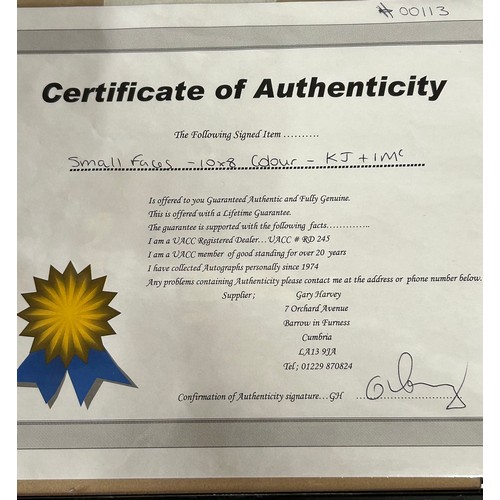 #00113
Certificate of Authenticity
The Following Signed Item ..........
Small Faces - 10x8 Colour - KJ + IMc
Is offered to you Guaranteed Authentic and Fully Genuine.
This is offered with a Lifetime Guarantee.
The guarantee is supported with the following facts…………..
I am a UACC Registered Dealer…UACC # RD 245
I am a UACC member of good standing for over 20 years
I have collected Autographs personally since 1974
Any problems containing Authenticity please contact me at the address or phone number below.
Supplier ; Gary Harvey
7 Orchard Avenue
Barrow in Furness
Cumbria
LA13 9JA
Tel ; 01229 870824
Confirmation of Authenticity signature…GH